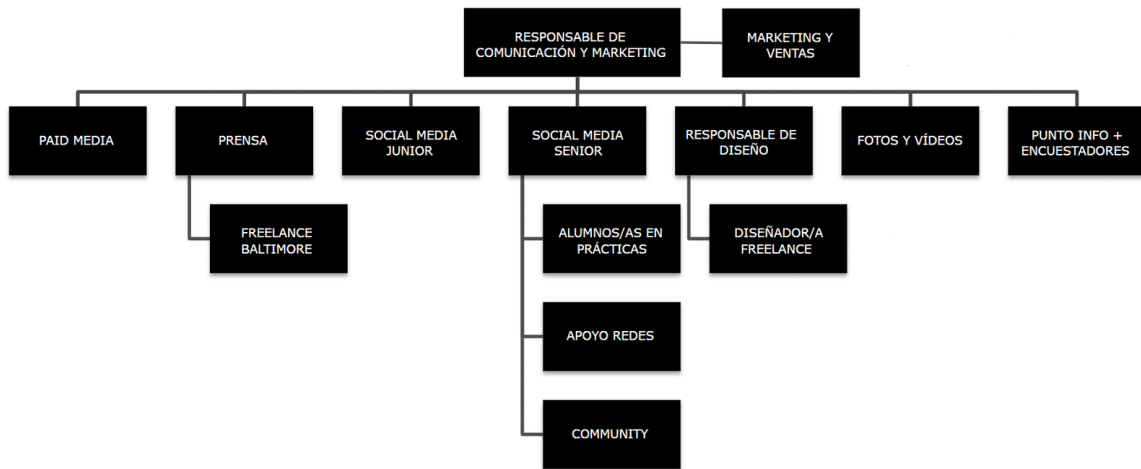 RESPONSABLE DE
COMUNICACIÓN Y MARKETING
MARKETING Y
VENTAS
PAID MEDIA
PRENSA
SOCIAL MEDIA
JUNIOR
SOCIAL MEDIA
SENIOR
RESPONSABLE DE
DISEÑO
FOTOS Y VÍDEOS
PUNTO INFO +
ENCUESTADORES
FREELANCE
BALTIMORE
ALUMNOS/AS EN
PRÁCTICAS
DISEÑADOR/A
FREELANCE
APOYO REDES
COMMUNITY